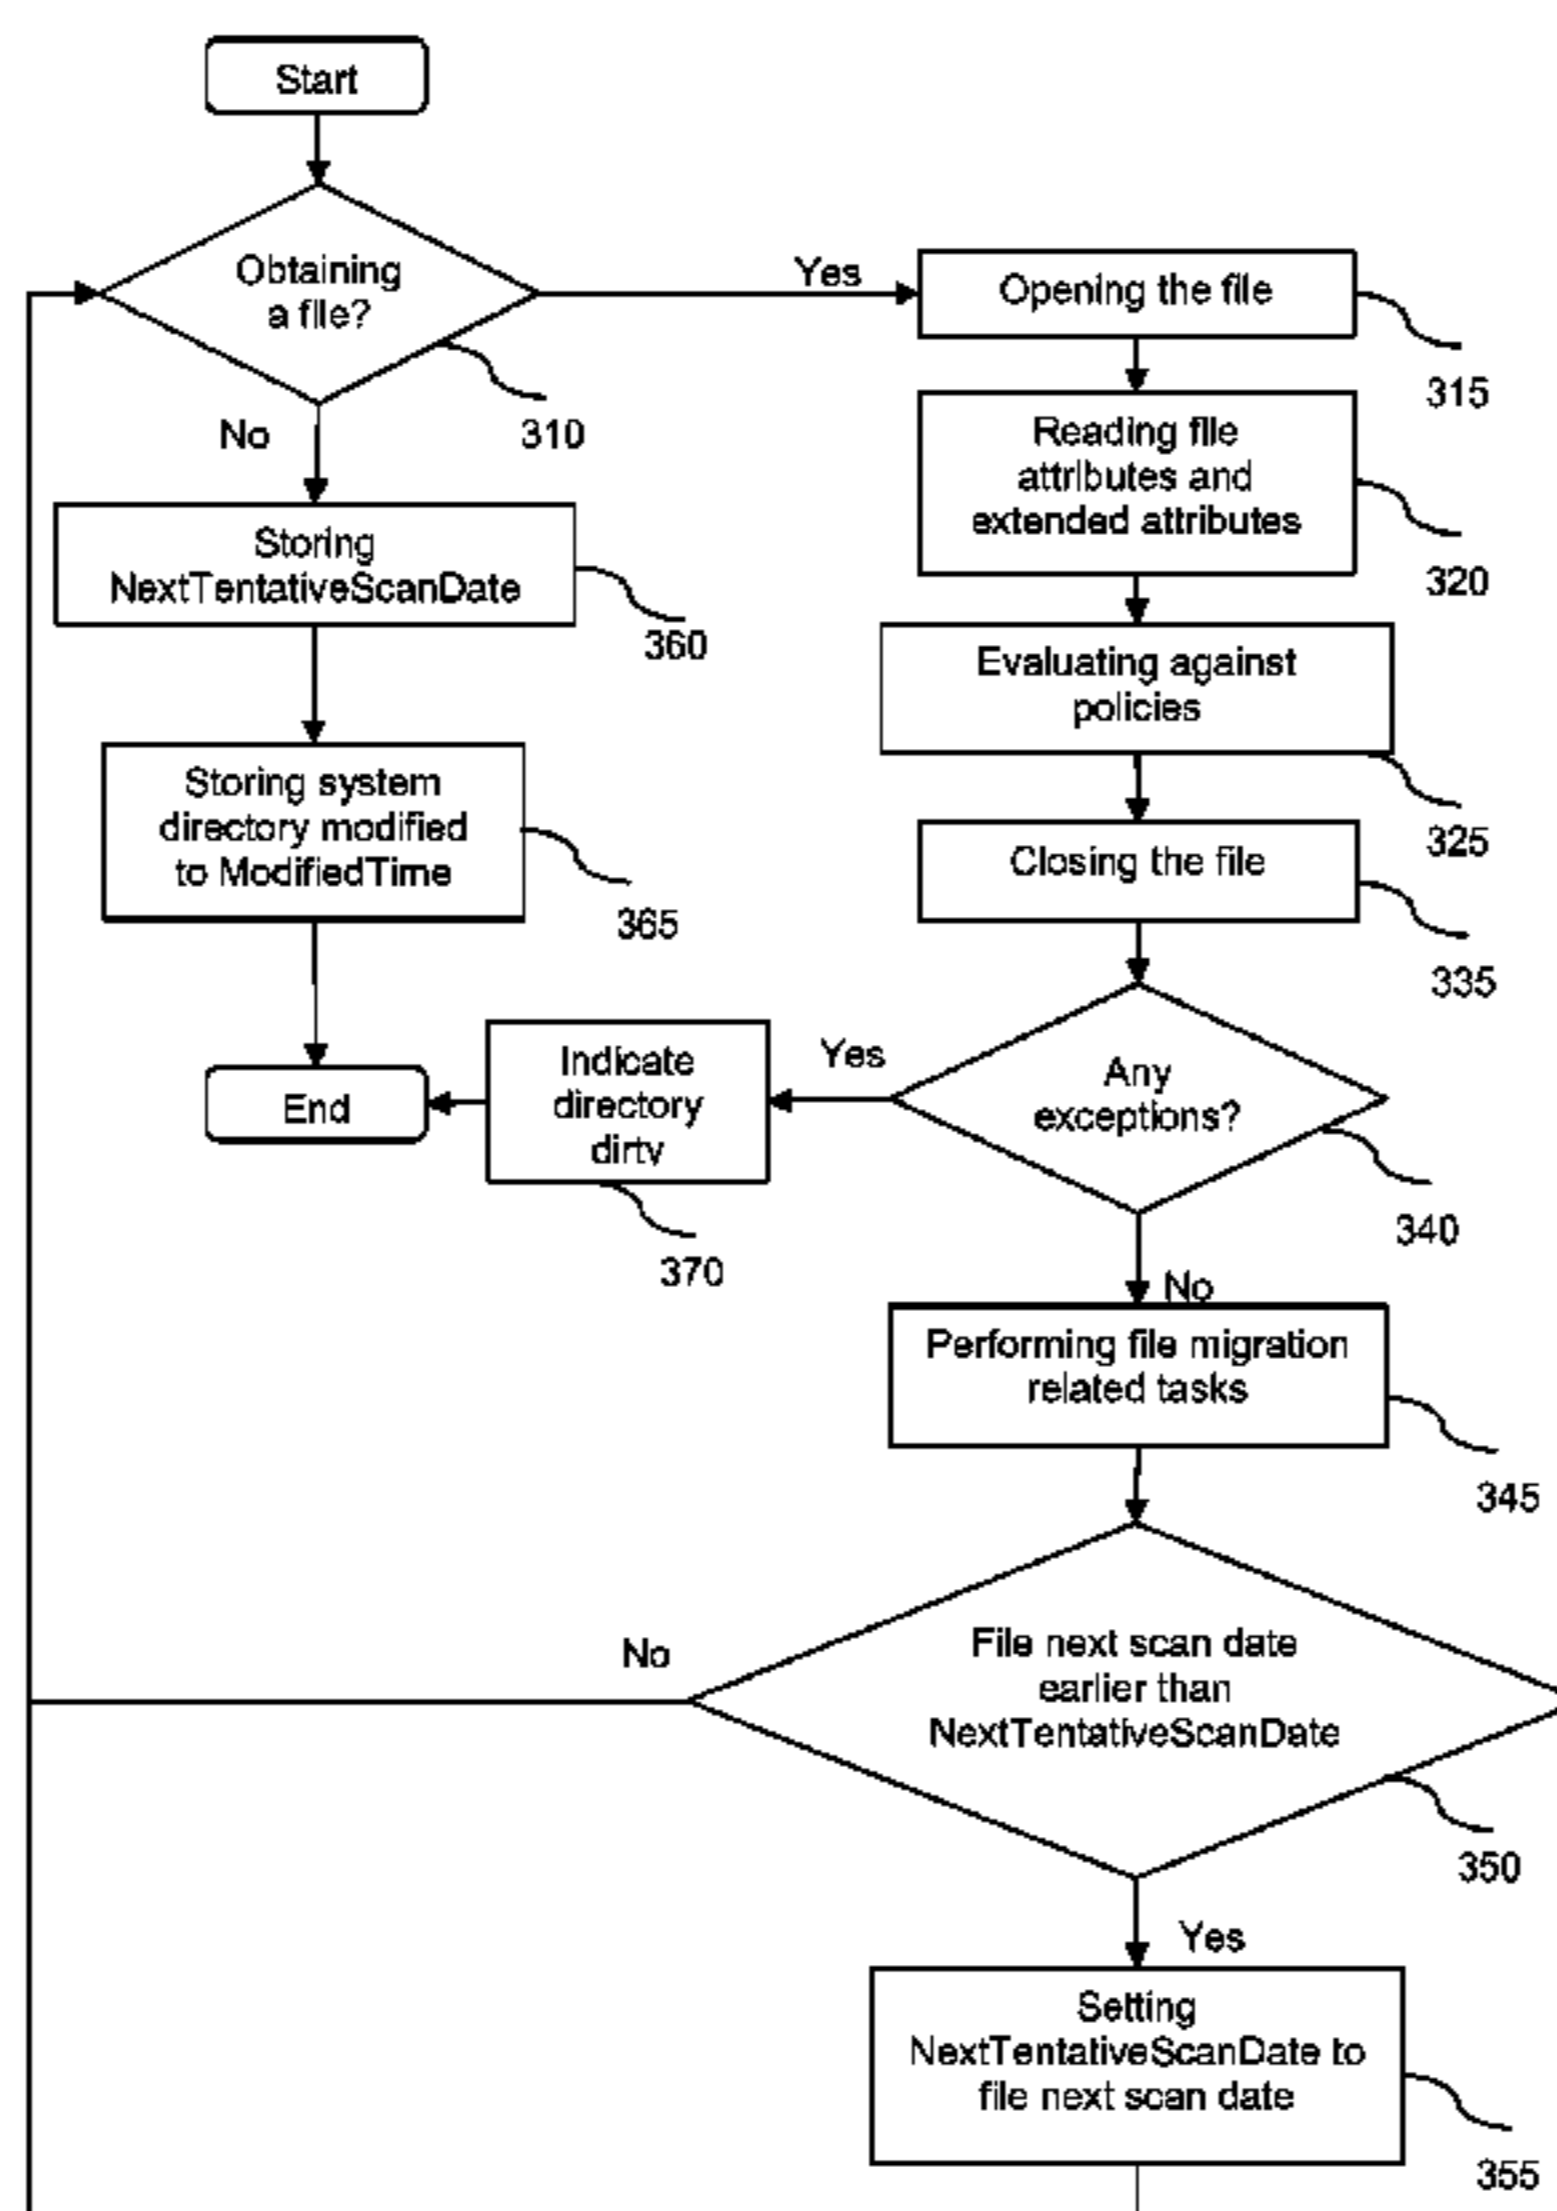 Start
Obtaining
a file?
310
Yes
No
Opening the file
315
Reading file
attributes and
extended attributes
320
Storing
NextTentativeScanDate
360
Evaluating against
policies
325
Storing system
directory modified
to ModifiedTime
365
Closing the file
335
Any
exceptions?
340
Yes
Indicate
directory
dirty
370
End
No
Performing file migration
related tasks
345
File next scan date
earlier than
NextTentativeScanDate
350
No
Yes
Setting
NextTentativeScanDate to
file next scan date
355